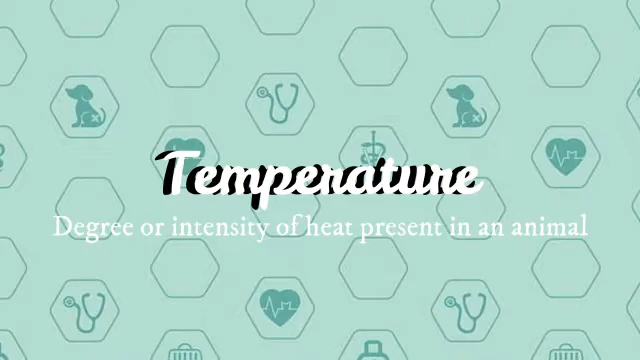 Temperature
Degree or intensity of heat present in an animal